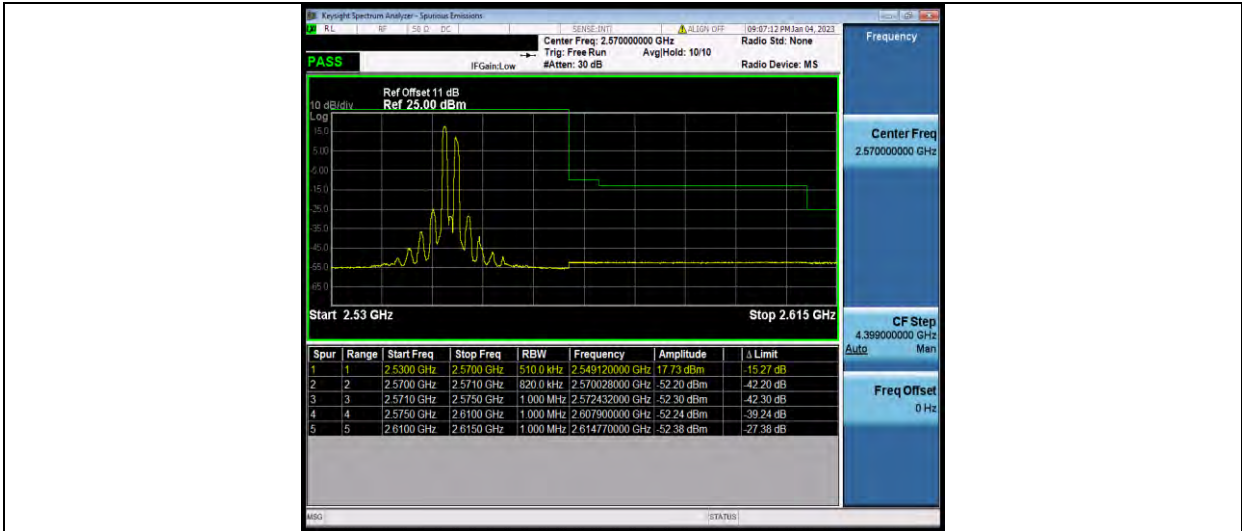 Keysight Spectrum Analyzer - Spurious Emissions
RL RF 50 Ω DC SENSE:INT ALIGN OFF 09:07:12 PM Jan 04, 2023
Center Freq: 2.570000000 GHz Radio Std: None
Trig: Free Run Avg|Hold: 10/10
PASS IFGain:Low #Atten: 30 dB Radio Device: MS
Frequency
Ref Offset 11 dB
10 dB/div Ref 25.00 dBm
Log
15.0
5.00
-5.00
-15.0
-25.0
-35.0
-45.0
-55.0
-65.0
Start 2.53 GHz Stop 2.615 GHz
Center Freq
2.570000000 GHz
CF Step
4.399000000 GHz
Auto Man
Freq Offset
0 Hz
Spur Range Start Freq Stop Freq RBW Frequency Amplitude Δ Limit
1 1 2.5300 GHz 2.5700 GHz 510.0 kHz 2.549120000 GHz 17.73 dBm -15.27 dB
2 2 2.5700 GHz 2.5710 GHz 820.0 kHz 2.570028000 GHz -52.20 dBm -42.20 dB
3 3 2.5710 GHz 2.5750 GHz 1.000 MHz 2.572432000 GHz -52.30 dBm -42.30 dB
4 4 2.5750 GHz 2.6100 GHz 1.000 MHz 2.607900000 GHz -52.24 dBm -39.24 dB
5 5 2.6100 GHz 2.6150 GHz 1.000 MHz 2.614770000 GHz -52.38 dBm -27.38 dB
MSG STATUS